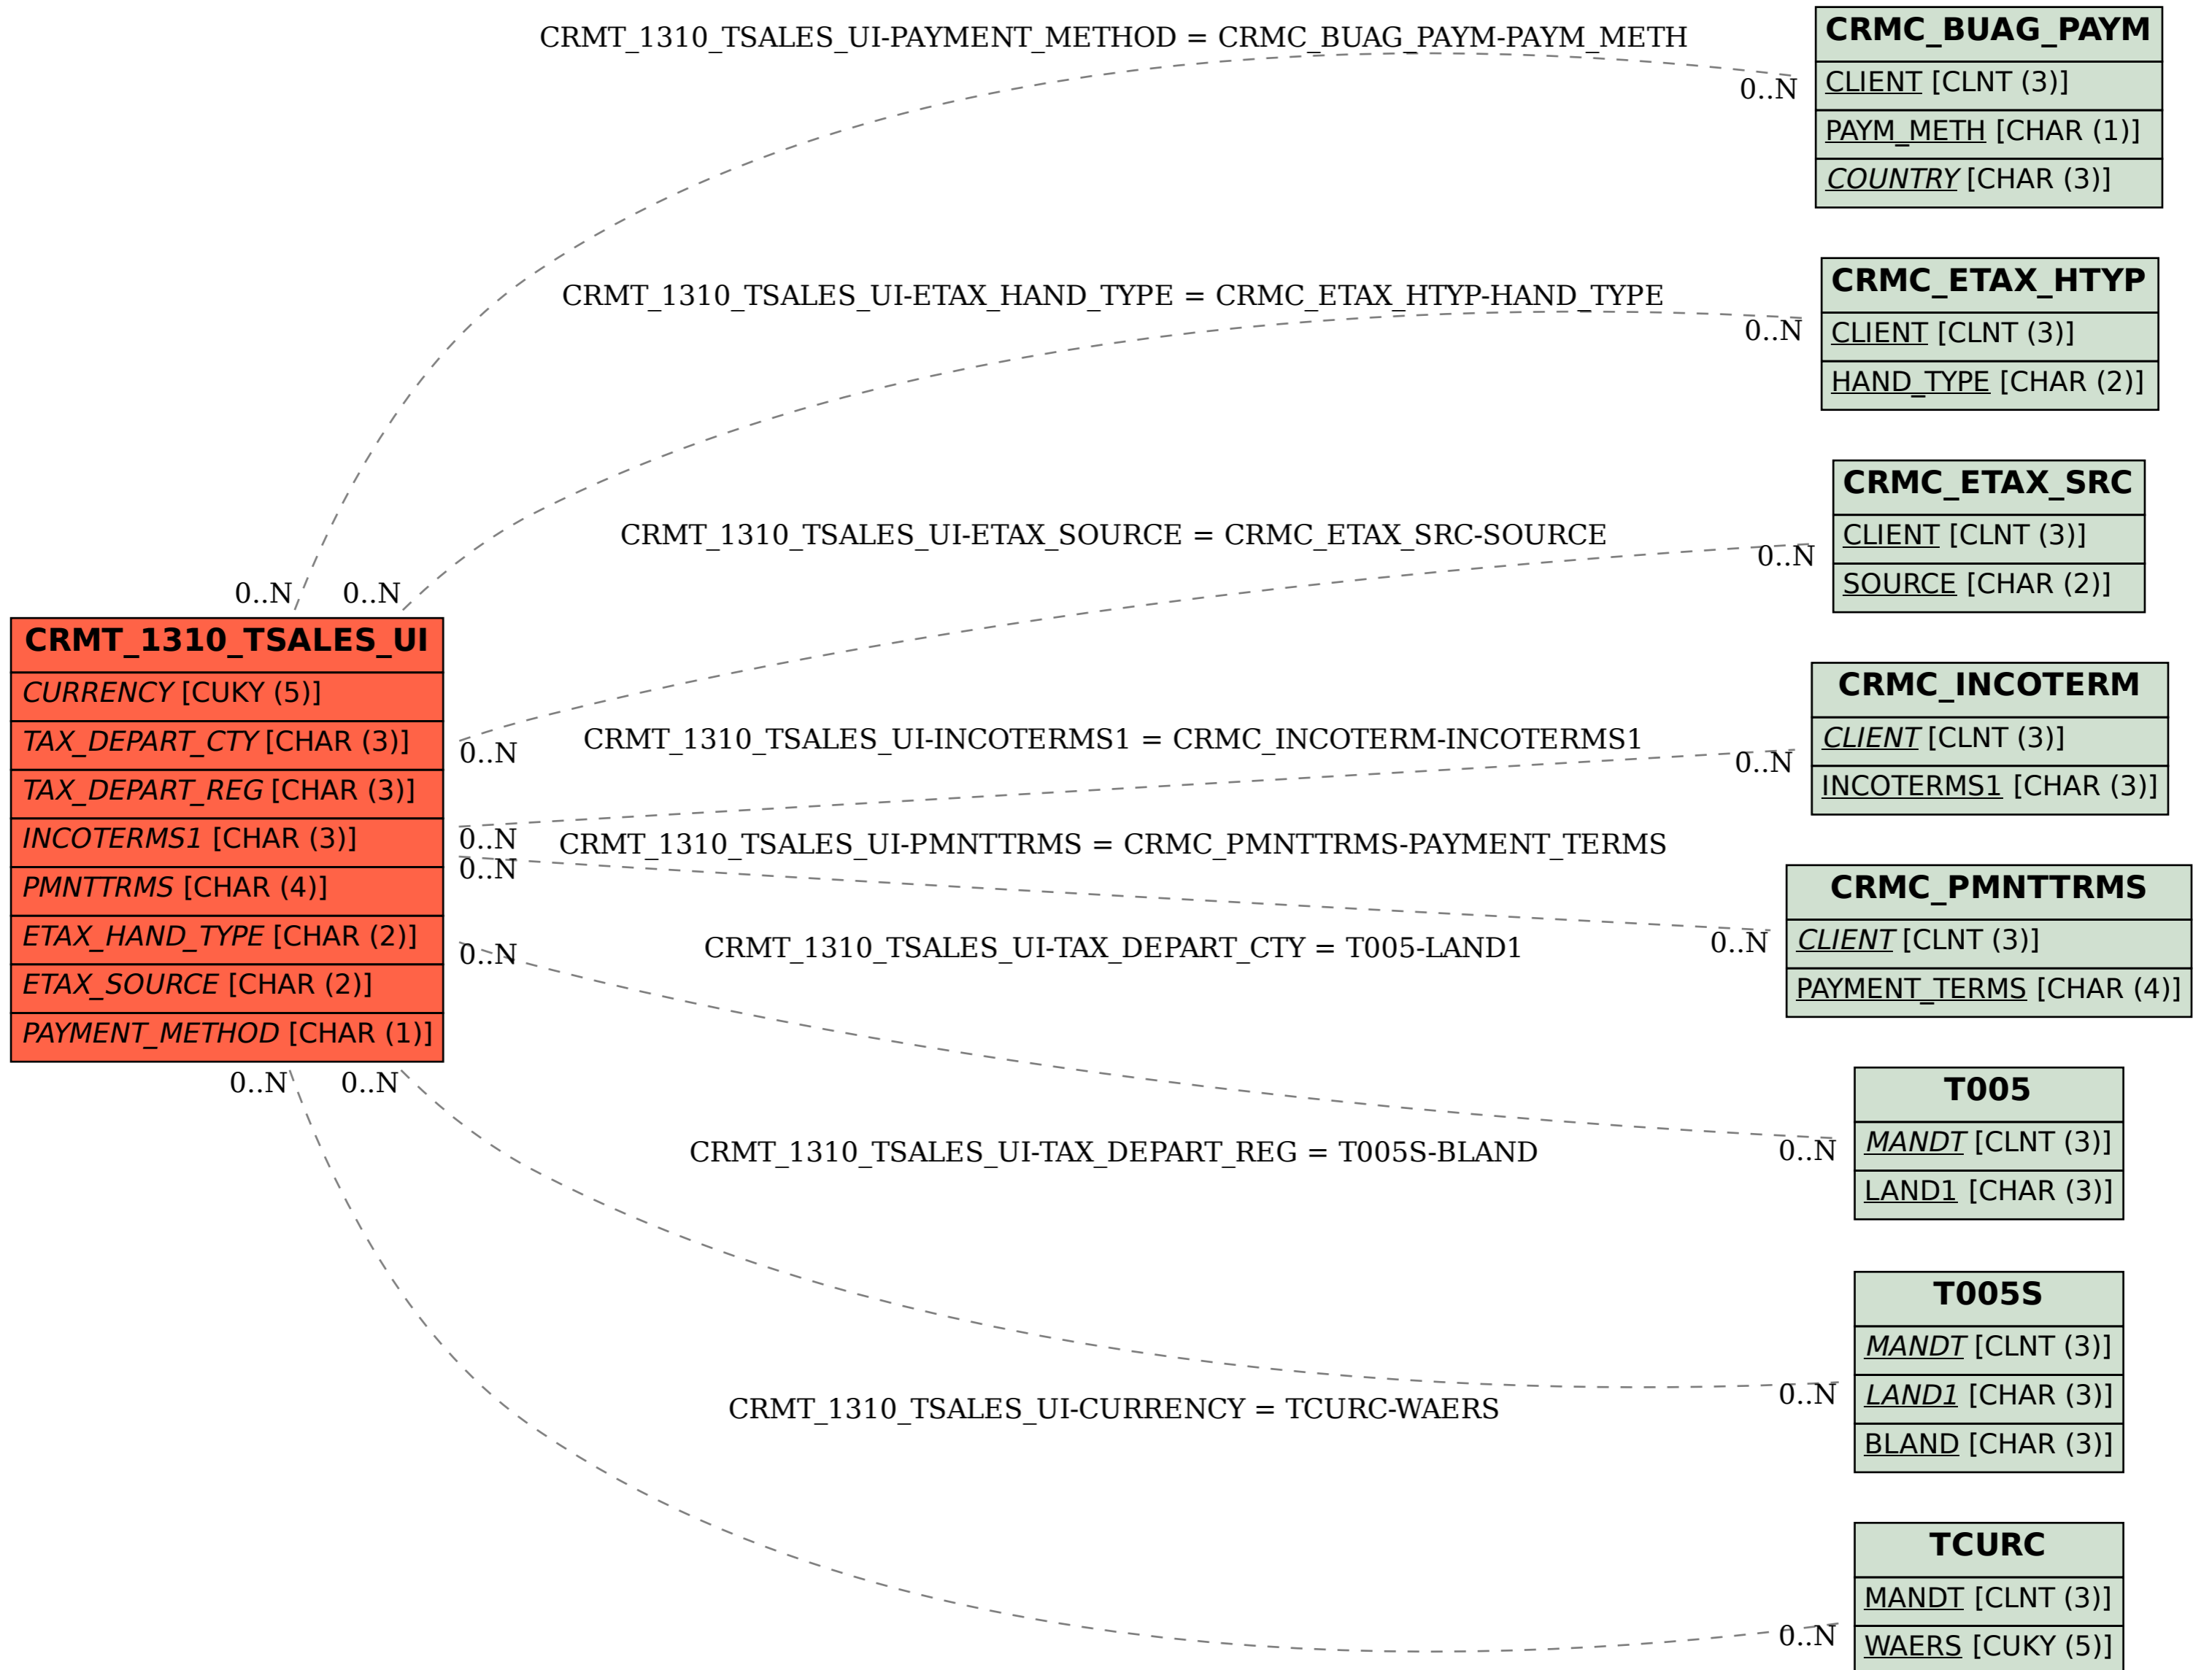 CRMT_1310_TSALES_UI-PAYMENT_METHOD = CRMC_BUAG_PAYM-PAYM_METH
0..N
CRMC_BUAG_PAYM
CLIENT [CLNT (3)]
PAYM_METH [CHAR (1)]
COUNTRY [CHAR (3)]
CRMT_1310_TSALES_UI-ETAX_HAND_TYPE = CRMC_ETAX_HTYP-HAND_TYPE
0..N
CRMC_ETAX_HTYP
CLIENT [CLNT (3)]
HAND_TYPE [CHAR (2)]
CRMT_1310_TSALES_UI-ETAX_SOURCE = CRMC_ETAX_SRC-SOURCE
0..N
CRMC_ETAX_SRC
CLIENT [CLNT (3)]
SOURCE [CHAR (2)]
0..N 0..N
CRMT_1310_TSALES_UI
CURRENCY [CUKY (5)]
TAX_DEPART_CTY [CHAR (3)]
TAX_DEPART_REG [CHAR (3)]
INCOTERMS1 [CHAR (3)]
PMNTTRMS [CHAR (4)]
ETAX_HAND_TYPE [CHAR (2)]
ETAX_SOURCE [CHAR (2)]
PAYMENT_METHOD [CHAR (1)]
0..N
CRMT_1310_TSALES_UI-INCOTERMS1 = CRMC_INCOTERM-INCOTERMS1
0..N
CRMC_INCOTERM
CLIENT [CLNT (3)]
INCOTERMS1 [CHAR (3)]
0..N
CRMT_1310_TSALES_UI-PMNTTRMS = CRMC_PMNTTRMS-PAYMENT_TERMS
0..N
0..N
CRMC_PMNTTRMS
CLIENT [CLNT (3)]
PAYMENT_TERMS [CHAR (4)]
0..N
CRMT_1310_TSALES_UI-TAX_DEPART_CTY = T005-LAND1
0..N
T005
MANDT [CLNT (3)]
LAND1 [CHAR (3)]
0..N 0..N
CRMT_1310_TSALES_UI-TAX_DEPART_REG = T005S-BLAND
0..N
T005S
MANDT [CLNT (3)]
LAND1 [CHAR (3)]
BLAND [CHAR (3)]
CRMT_1310_TSALES_UI-CURRENCY = TCURC-WAERS
0..N
TCURC
MANDT [CLNT (3)]
WAERS [CUKY (5)]